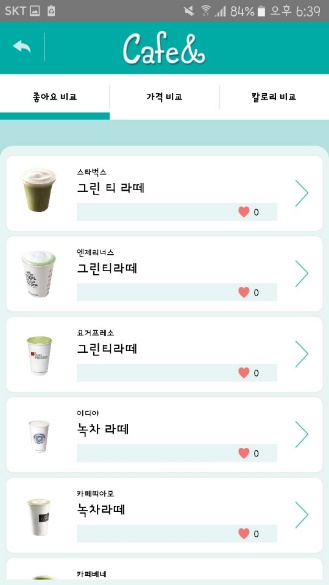 SKT 84% 오후 6:39
Cafe&
좋아요 비교 가격 비교 칼로리 비교
스타벅스
그린 티 라떼
0
엔제리너스
그린티라떼
0
요거프레소
그린티라떼
0
이디야
녹차 라떼
0
카페띠아모
녹차라떼
0
카페베네